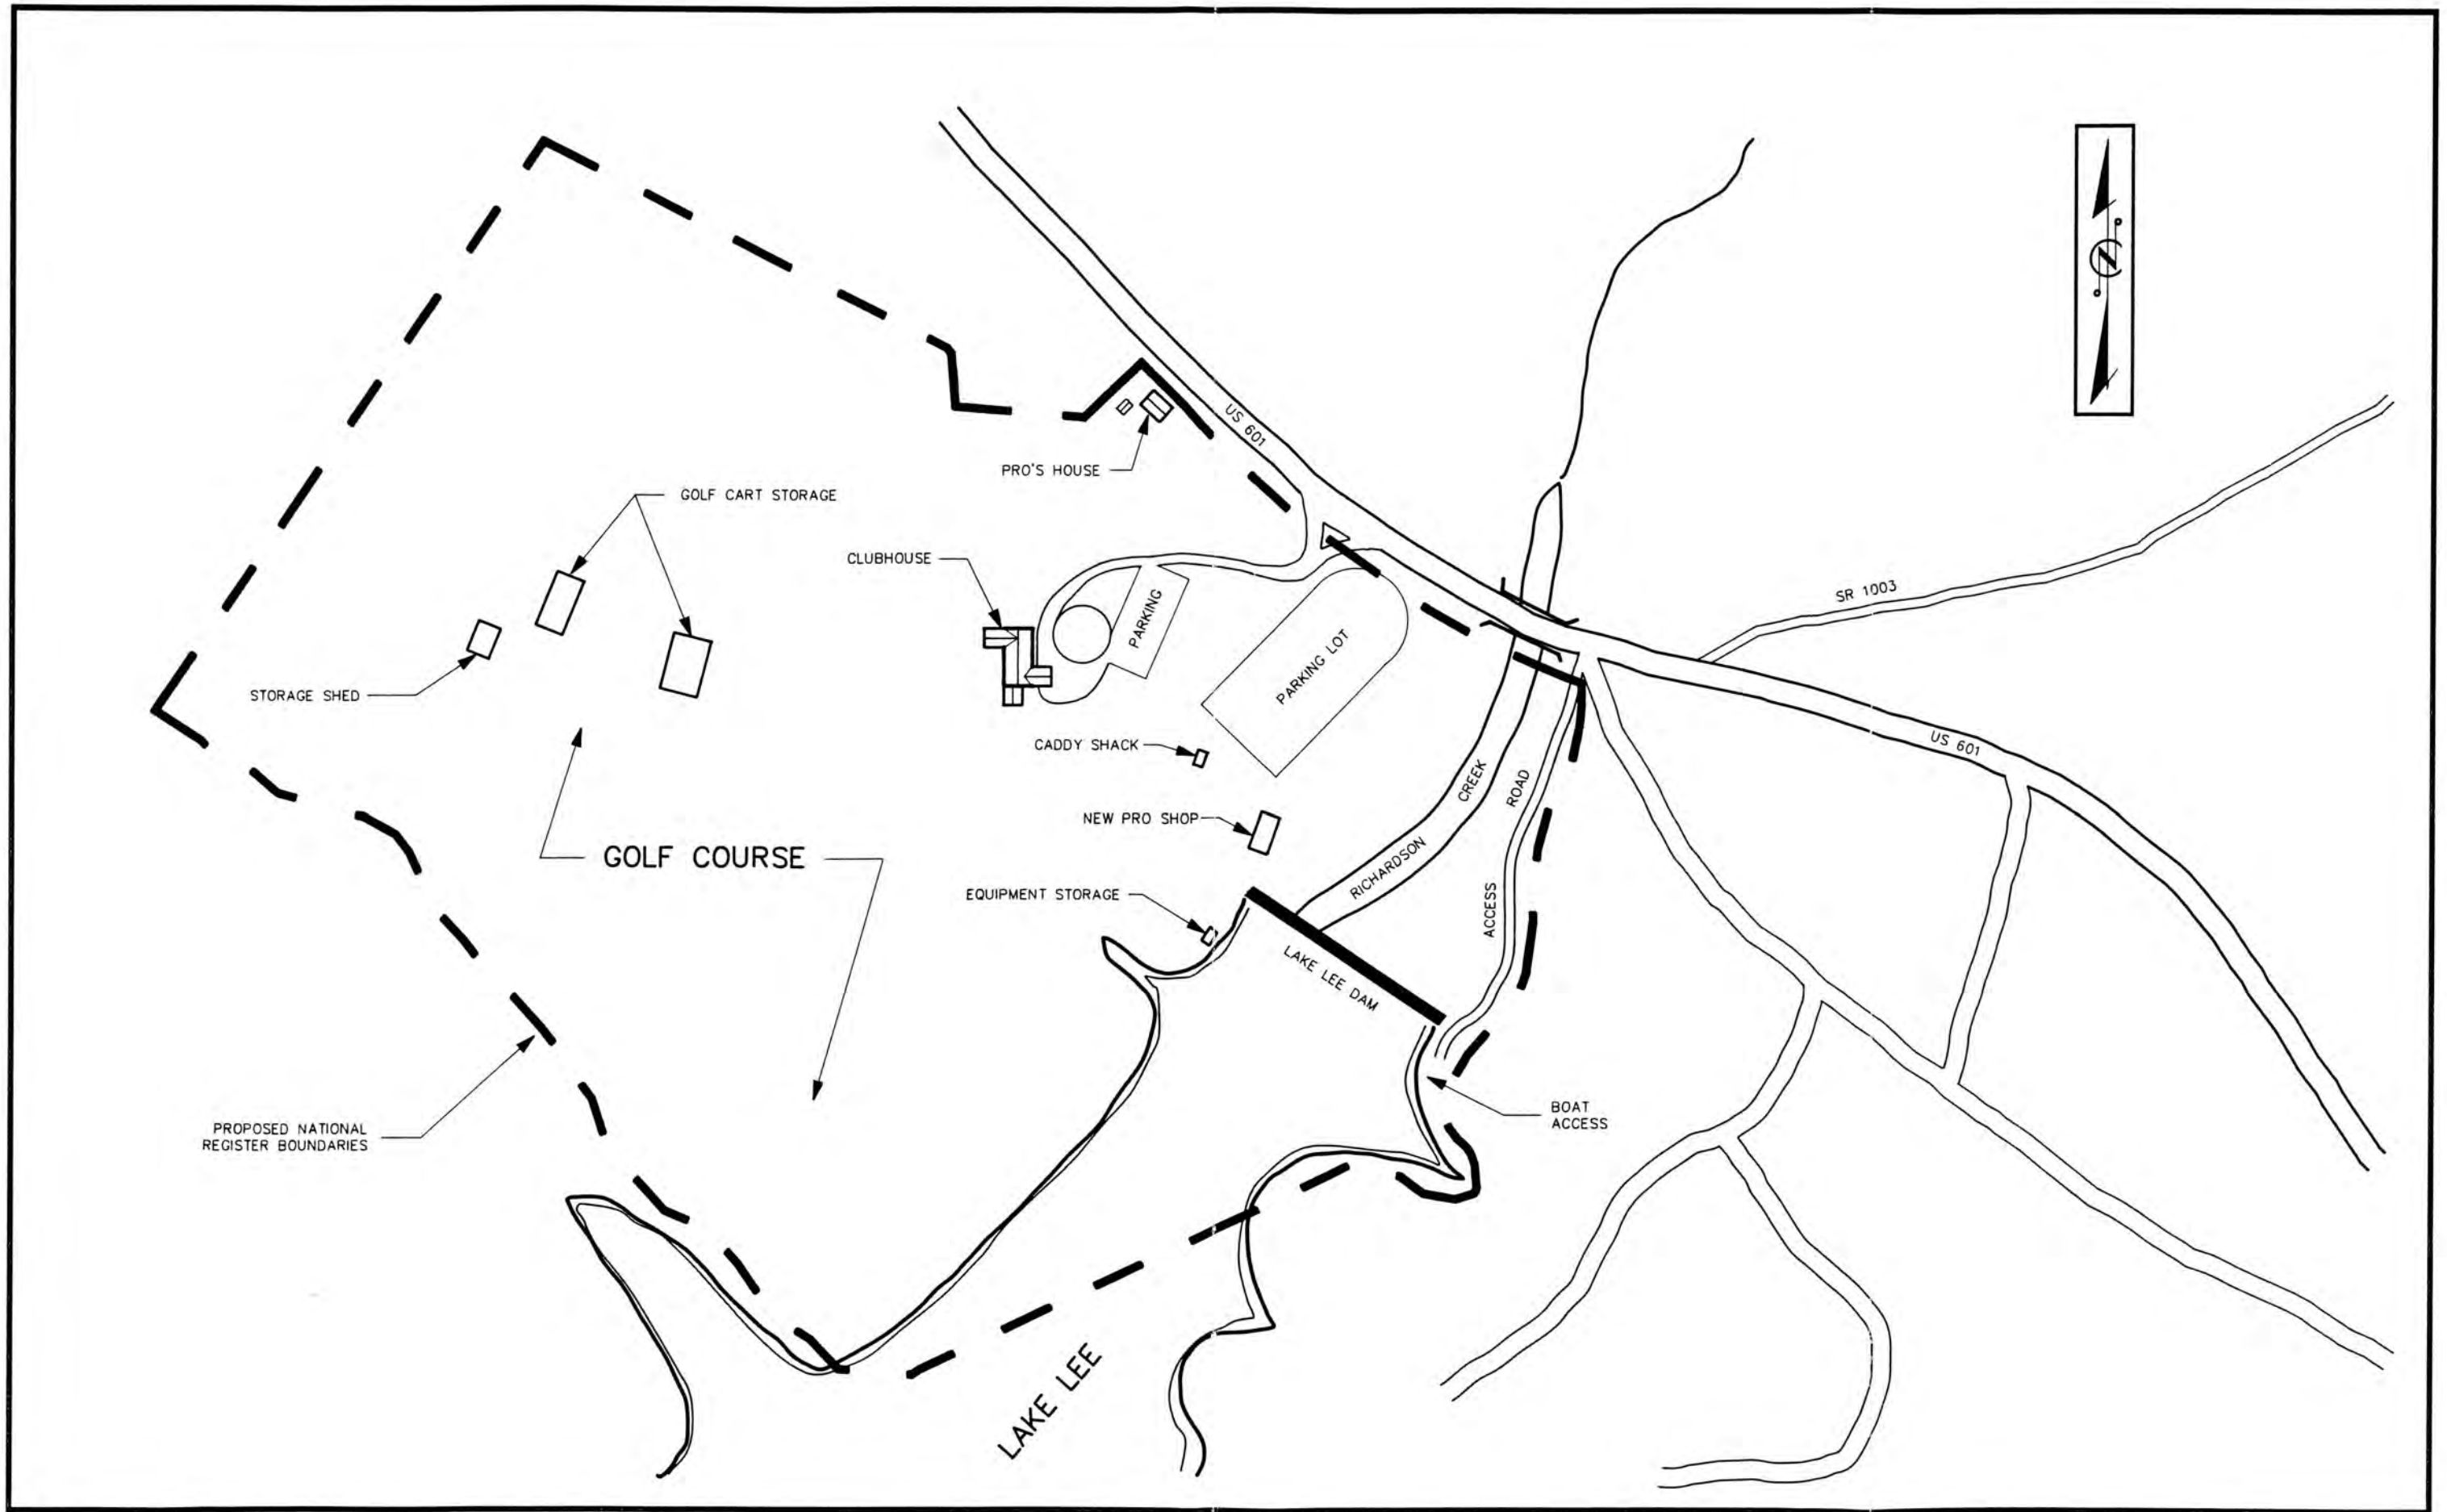 N
US 601
PRO'S HOUSE
GOLF CART STORAGE
CLUBHOUSE
PARKING
SR 1003
PARKING LOT
STORAGE SHED
CADDY SHACK
US 601
CREEK
ROAD
NEW PRO SHOP
GOLF COURSE
RICHARDSON
EQUIPMENT STORAGE
ACCESS
LAKE LEE DAM
BOAT
ACCESS
PROPOSED NATIONAL
REGISTER BOUNDARIES
LAKE LEE